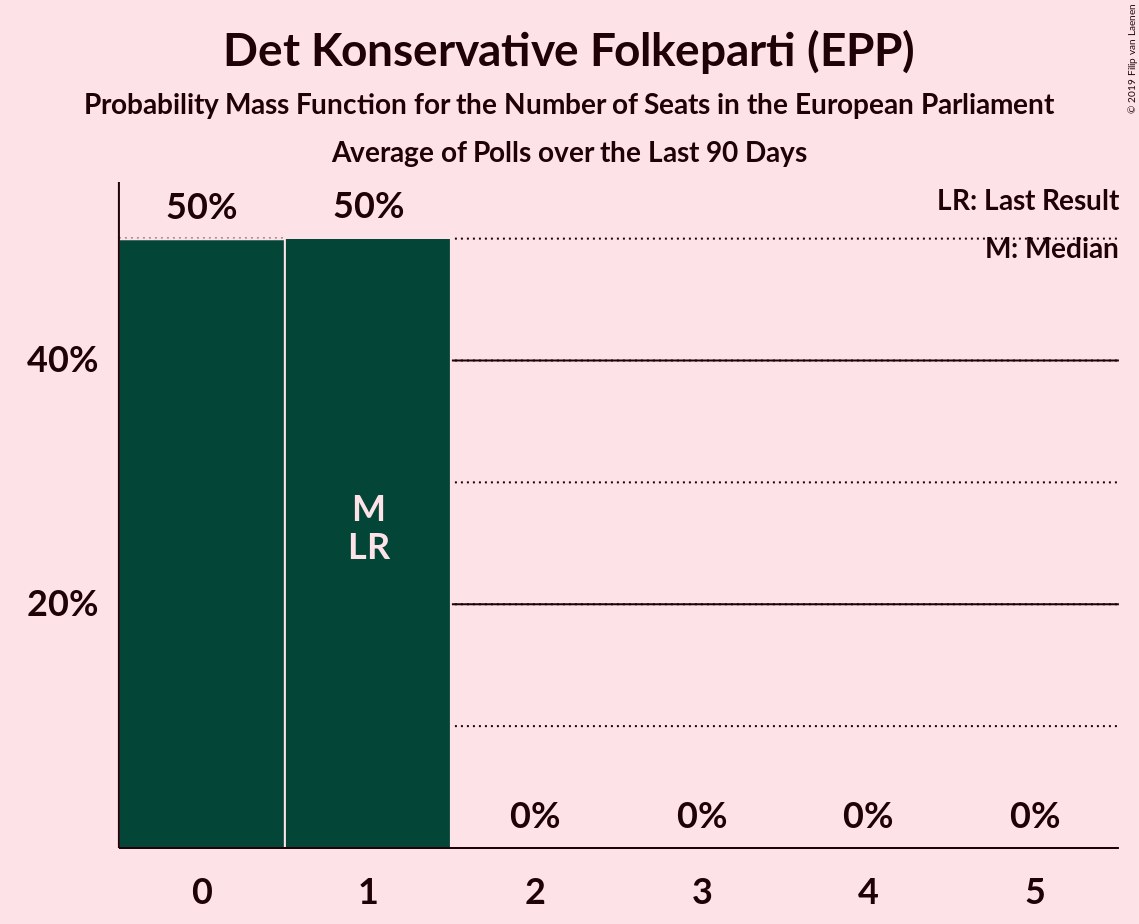 Det Konservative Folkeparti (EPP)
Probability Mass Function for the Number of Seats in the European Parliament
Average of Polls over the Last 90 Days
© 2019 Filip van Laenen
LR: Last Result
M: Median
50% 50%
40%
M
LR
20%
0% 0% 0% 0%
0 1 2 3 4 5